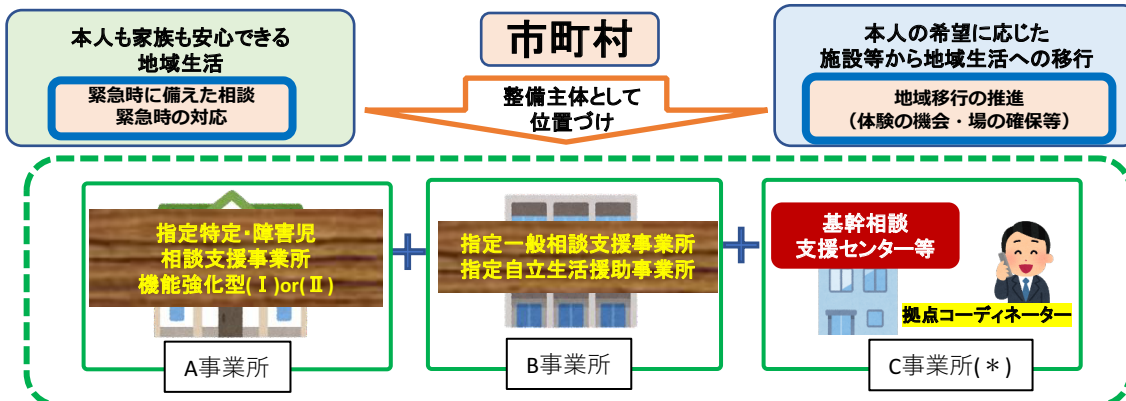 本人も家族も安心できる
地域生活
緊急時に備えた相談
緊急時の対応
市町村
整備主体として
位置づけ
本人の希望に応じた
施設等から地域生活への移行
地域移行の推進
（体験の機会・場の確保等）
指定特定・障害児
相談支援事業所
機能強化型(Ⅰ)or(Ⅱ)
A事業所
+
指定一般相談支援事業所
指定自立生活援助事業所
B事業所
+
基幹相談
支援センター等
拠点コーディネーター
C事業所(＊)